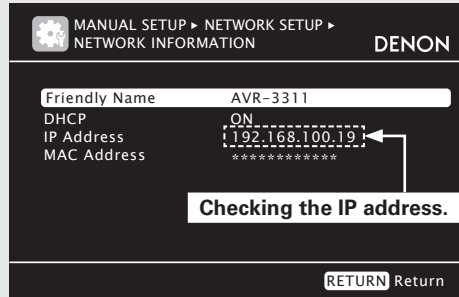 MANUAL SETUP ▸ NETWORK SETUP ▸
NETWORK INFORMATION
DENON
Friendly Name AVR-3311
DHCP ON
IP Address 192.168.100.19
MAC Address ************
Checking the IP address.
RETURN Return